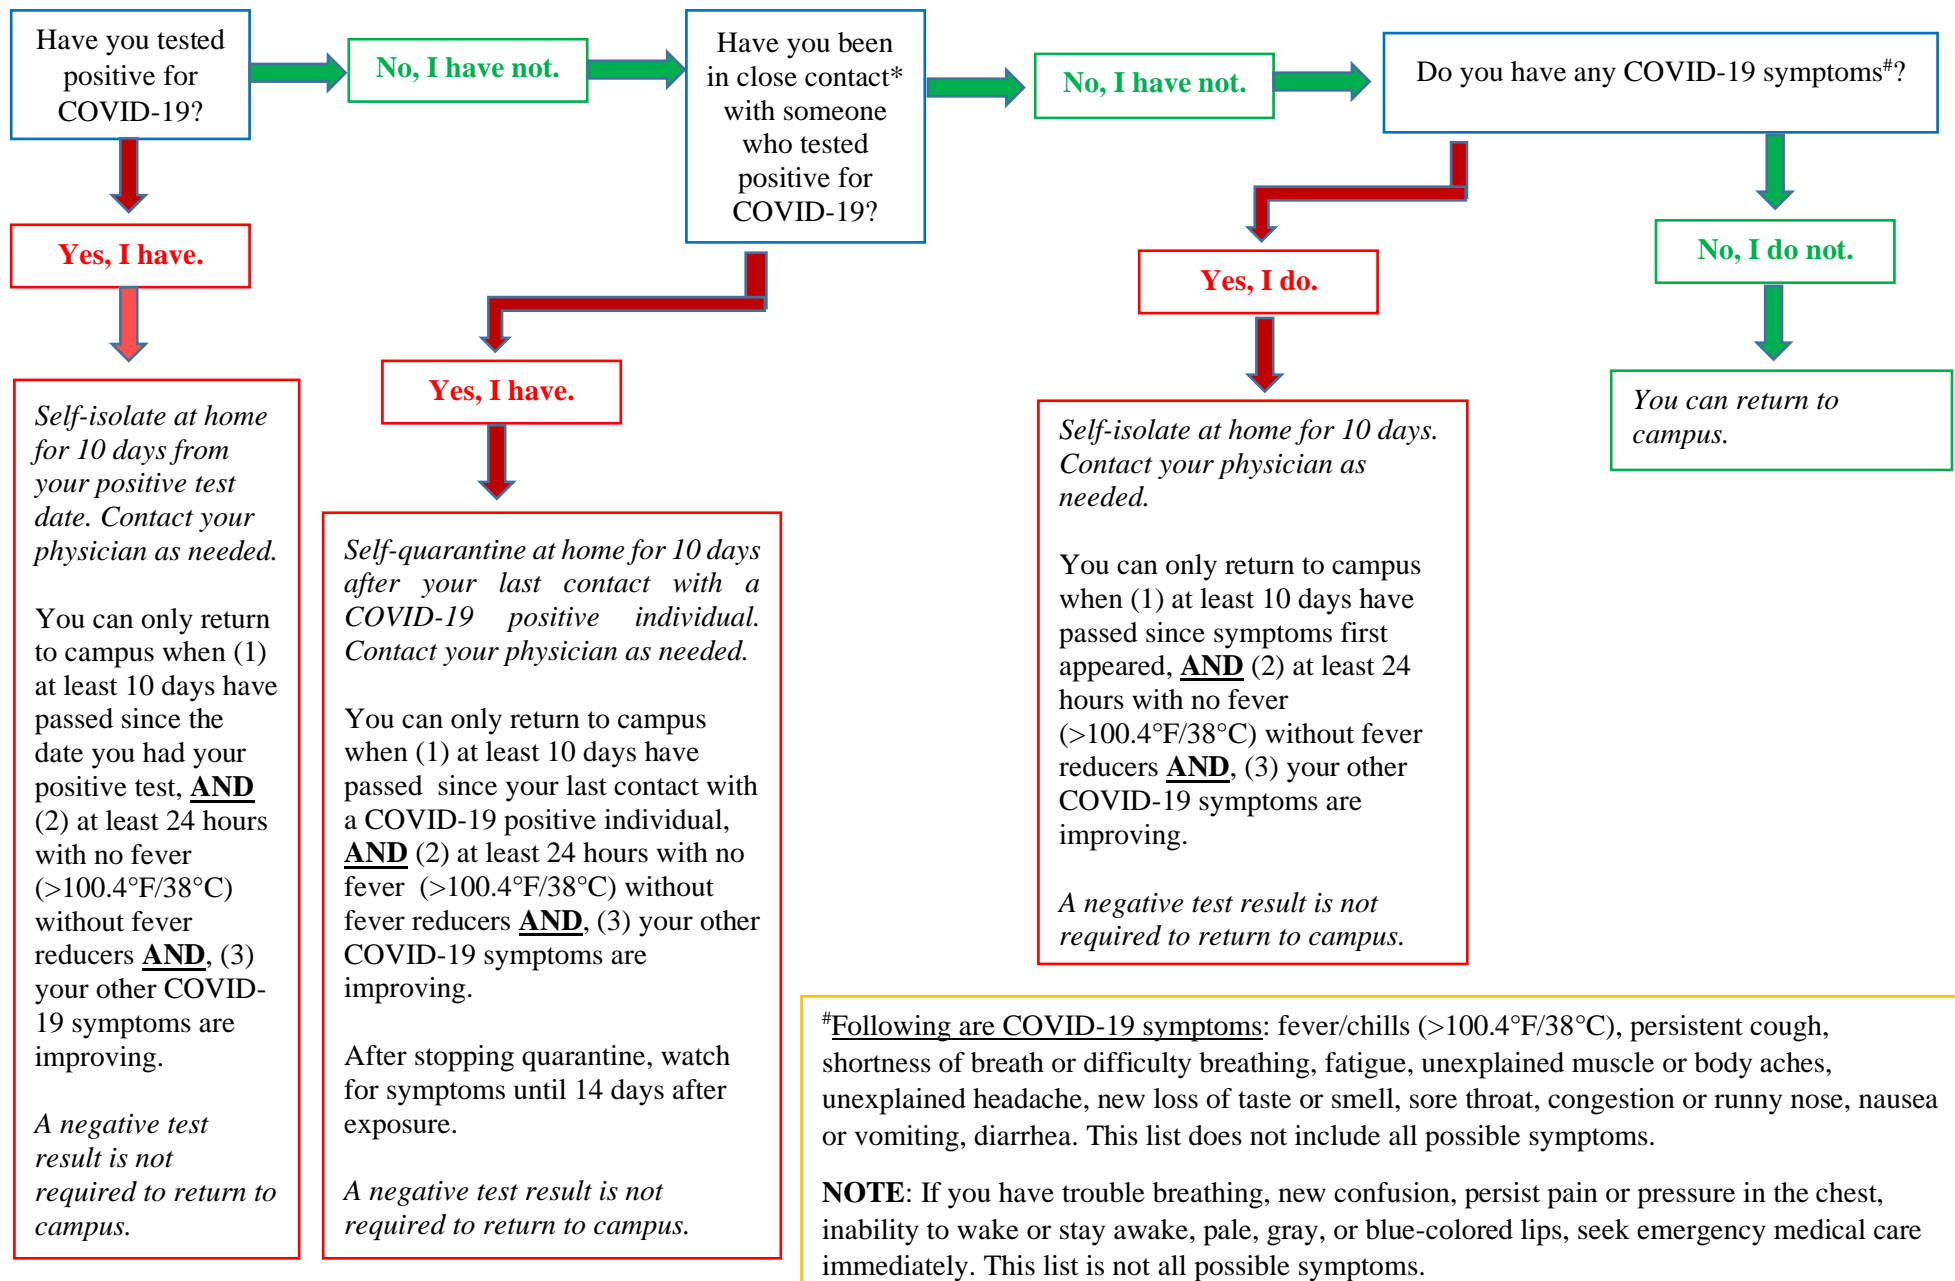 Have you tested
positive for
COVID-19?
No, I have not.
Have you been
in close contact*
with someone
who tested
positive for
COVID-19?
No, I have not.
Do you have any COVID-19 symptoms#?
Yes, I have.
Yes, I have.
Yes, I do.
No, I do not.
Self-isolate at home
for 10 days from
your positive test
date. Contact your
physician as needed.
You can only return
to campus when (1)
at least 10 days have
passed since the
date you had your
positive test, AND
(2) at least 24 hours
with no fever
(>100.4°F/38°C)
without fever
reducers AND, (3)
your other COVID-
19 symptoms are
improving.
A negative test
result is not
required to return to
campus.
Self-quarantine at home for 10 days
after your last contact with a
COVID-19 positive individual.
Contact your physician as needed.
You can only return to campus
when (1) at least 10 days have
passed since your last contact with
a COVID-19 positive individual,
AND (2) at least 24 hours with no
fever (>100.4°F/38°C) without
fever reducers AND, (3) your other
COVID-19 symptoms are
improving.
After stopping quarantine, watch
for symptoms until 14 days after
exposure.
A negative test result is not
required to return to campus.
Self-isolate at home for 10 days.
Contact your physician as
needed.
You can only return to campus
when (1) at least 10 days have
passed since symptoms first
appeared, AND (2) at least 24
hours with no fever
(>100.4°F/38°C) without fever
reducers AND, (3) your other
COVID-19 symptoms are
improving.
A negative test result is not
required to return to campus.
You can return to
campus.
#Following are COVID-19 symptoms: fever/chills (>100.4°F/38°C), persistent cough,
shortness of breath or difficulty breathing, fatigue, unexplained muscle or body aches,
unexplained headache, new loss of taste or smell, sore throat, congestion or runny nose, nausea
or vomiting, diarrhea. This list does not include all possible symptoms.
NOTE: If you have trouble breathing, new confusion, persist pain or pressure in the chest,
inability to wake or stay awake, pale, gray, or blue-colored lips, seek emergency medical care
immediately. This list is not all possible symptoms.